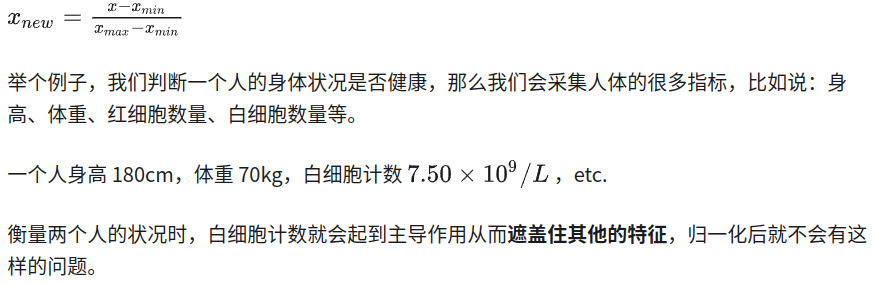 x_{new} = \frac{x-x_{min}}{x_{max}-x_{min}}
举个例子，我们判断一个人的身体状况是否健康，那么我们会采集人体的很多指标，比如说：身
高、体重、红细胞数量、白细胞数量等。
一个人身高 180cm，体重 70kg，白细胞计数 7.50 × 10^9/L ，etc.
衡量两个人的状况时，白细胞计数就会起到主导作用从而遮盖住其他的特征，归一化后就不会有这
样的问题。